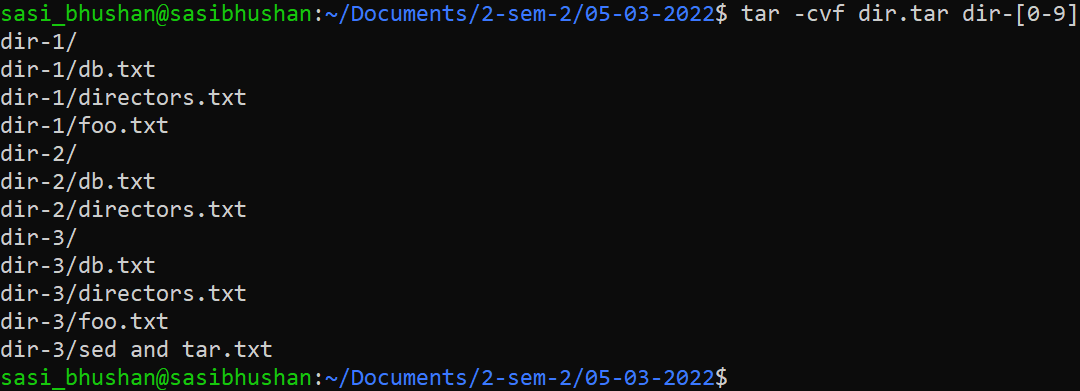 sasi_bhushan@sasibhushan:~/Documents/2-sem-2/05-03-2022$ tar -cvf dir.tar dir-[0-9]
dir-1/
dir-1/db.txt
dir-1/directors.txt
dir-1/foo.txt
dir-2/
dir-2/db.txt
dir-2/directors.txt
dir-3/
dir-3/db.txt
dir-3/directors.txt
dir-3/foo.txt
dir-3/sed and tar.txt
sasi_bhushan@sasibhushan:~/Documents/2-sem-2/05-03-2022$